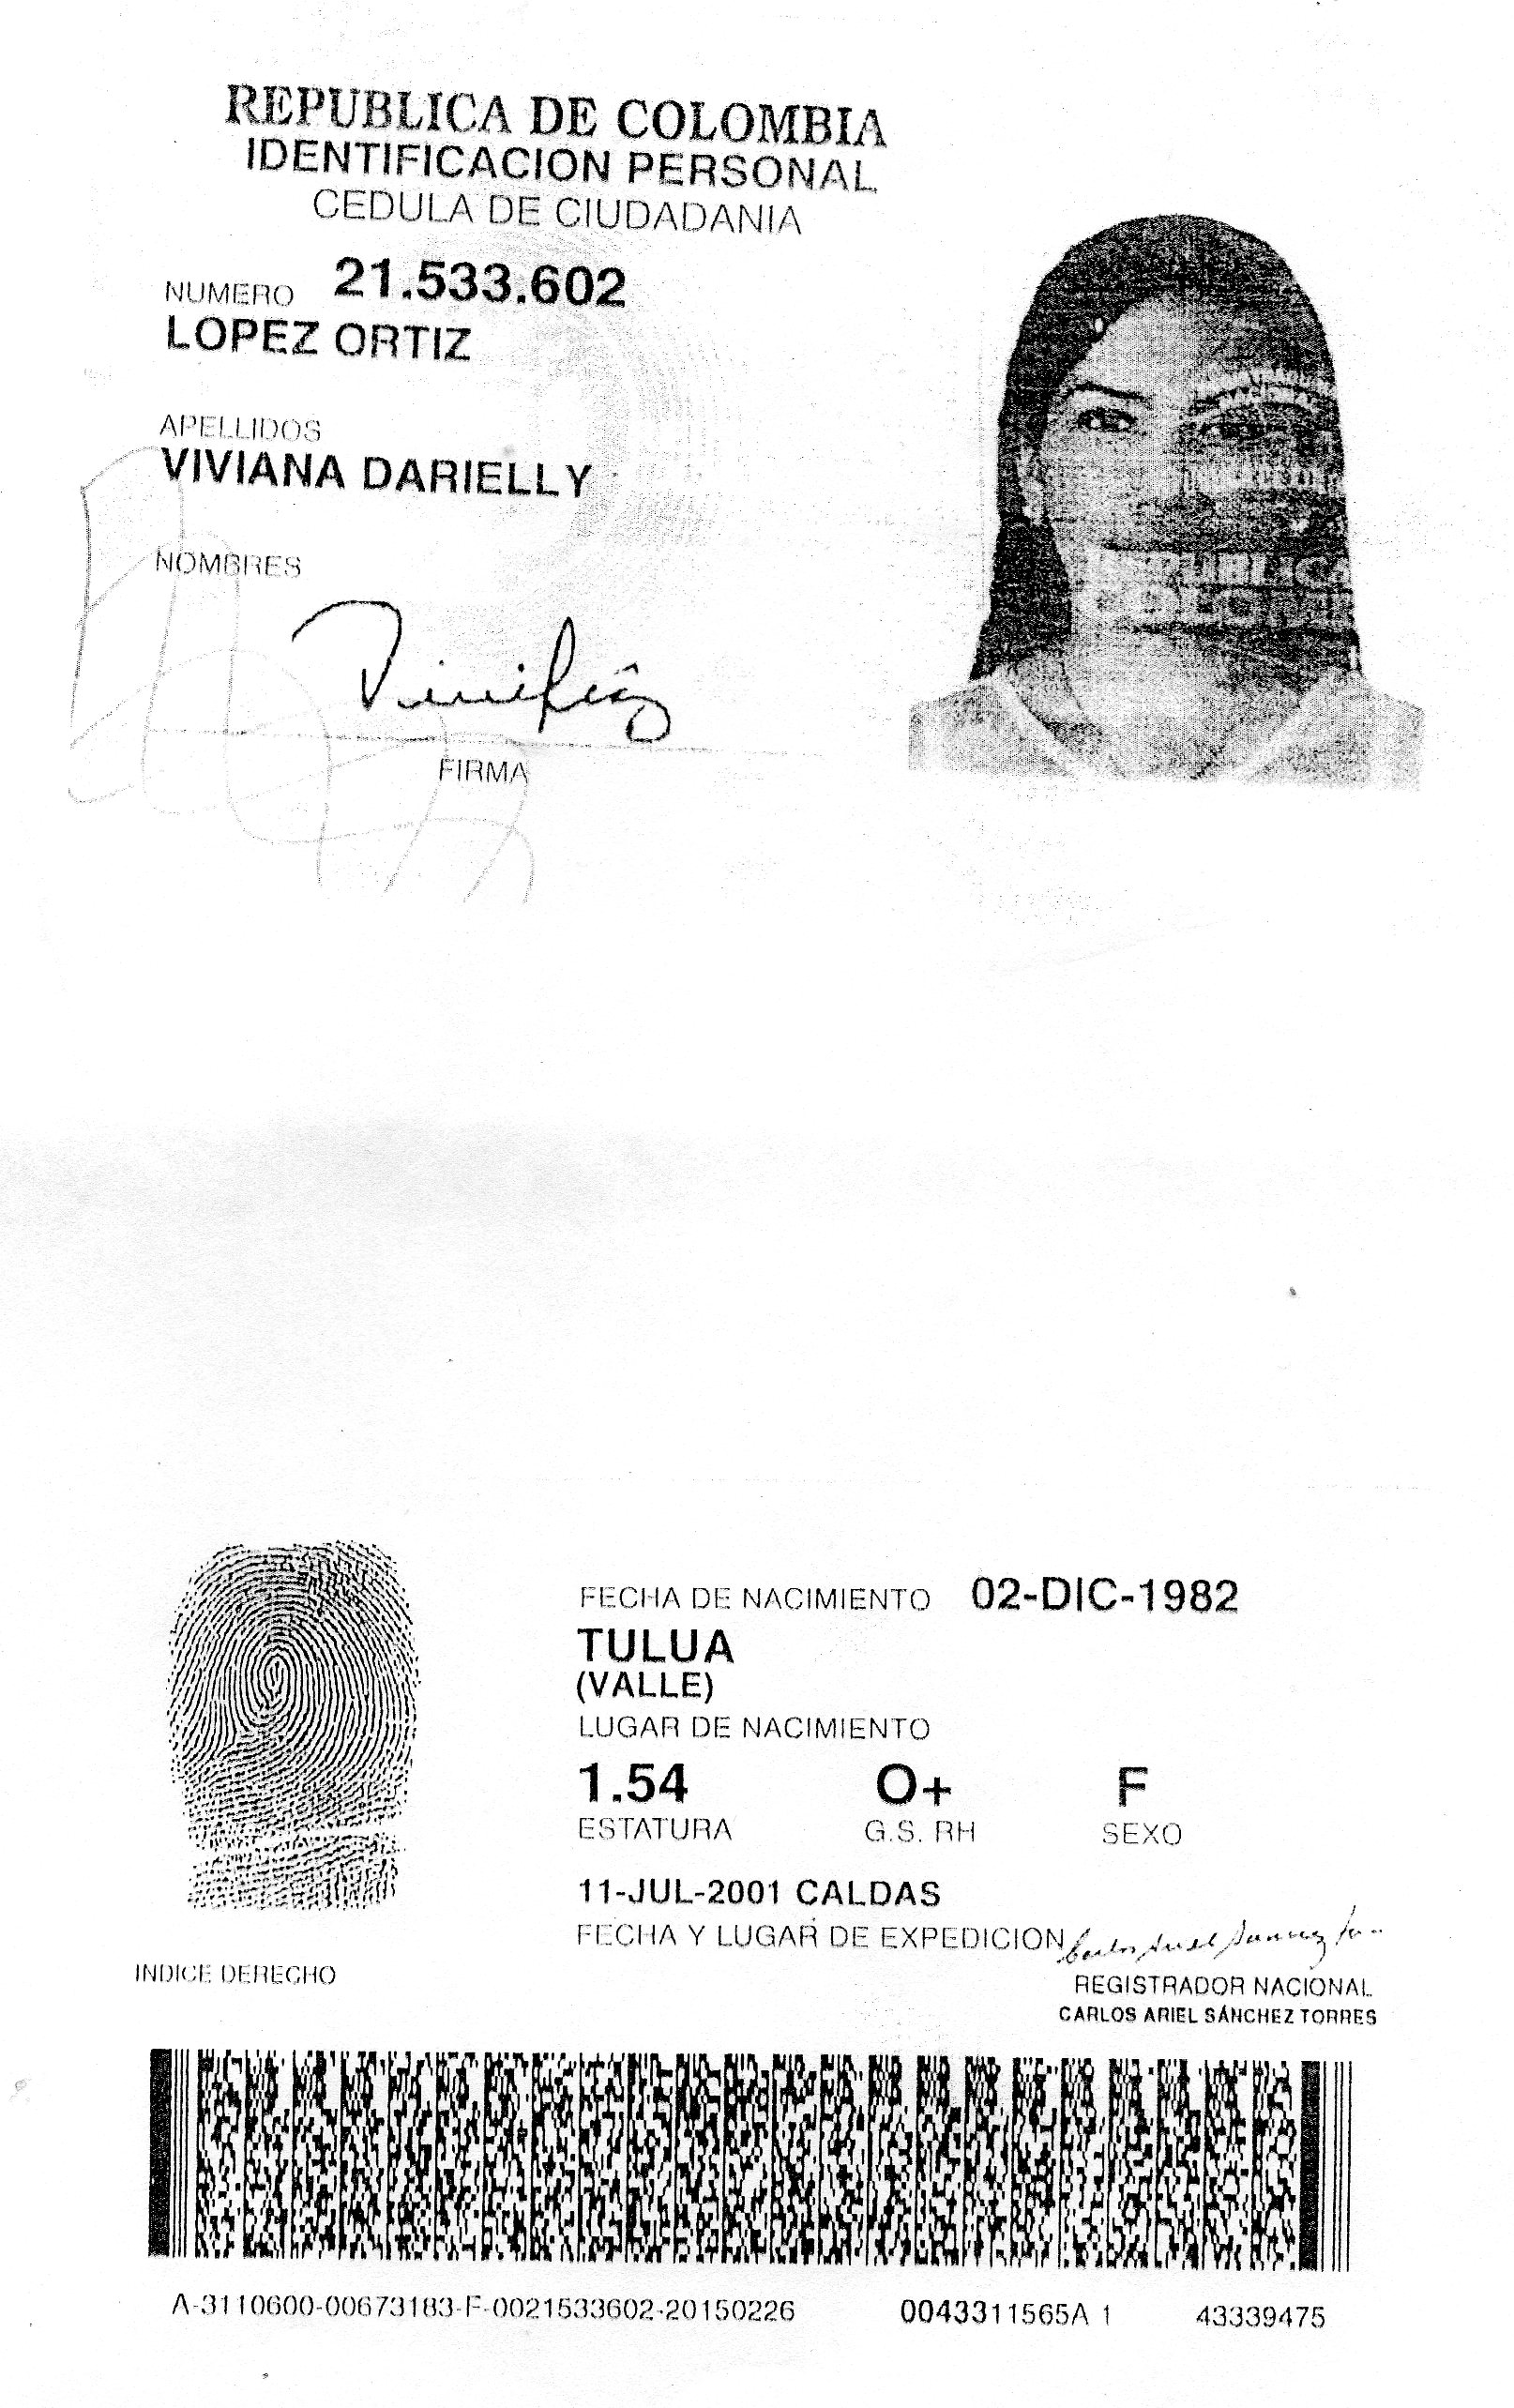 REPUBLICA DE COLOMBIA
IDENTIFICACION PERSONAL
CEDULA DE CIUDADANIA
NUMERO 21.533.602
LOPEZ ORTIZ
APELLIDOS
VIVIANA DARIELLY
NOMBRES
FIRMA
FECHA DE NACIMIENTO 02-DIC-1982
TULUA
(VALLE)
LUGAR DE NACIMIENTO
1.54 O+ F
ESTATURA G.S. RH SEXO
11-JUL-2001 CALDAS
FECHA Y LUGAR DE EXPEDICION
INDICE DERECHO
REGISTRADOR NACIONAL
CARLOS ARIEL SÁNCHEZ TORRES
A-3110600-00673183-F-0021533602-20150226 0043311565A 1 43339475